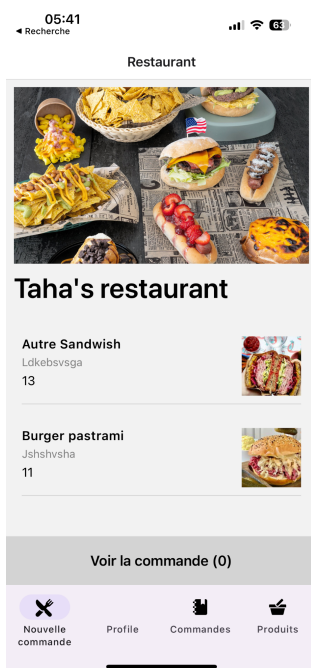 05:41
63
◀ Recherche
Restaurant
Taha's restaurant
Autre Sandwish
Ldkebsvsga
13
Burger pastrami
Jshshvsha
11
Voir la commande (0)
Nouvelle
commande
Profile
Commandes
Produits